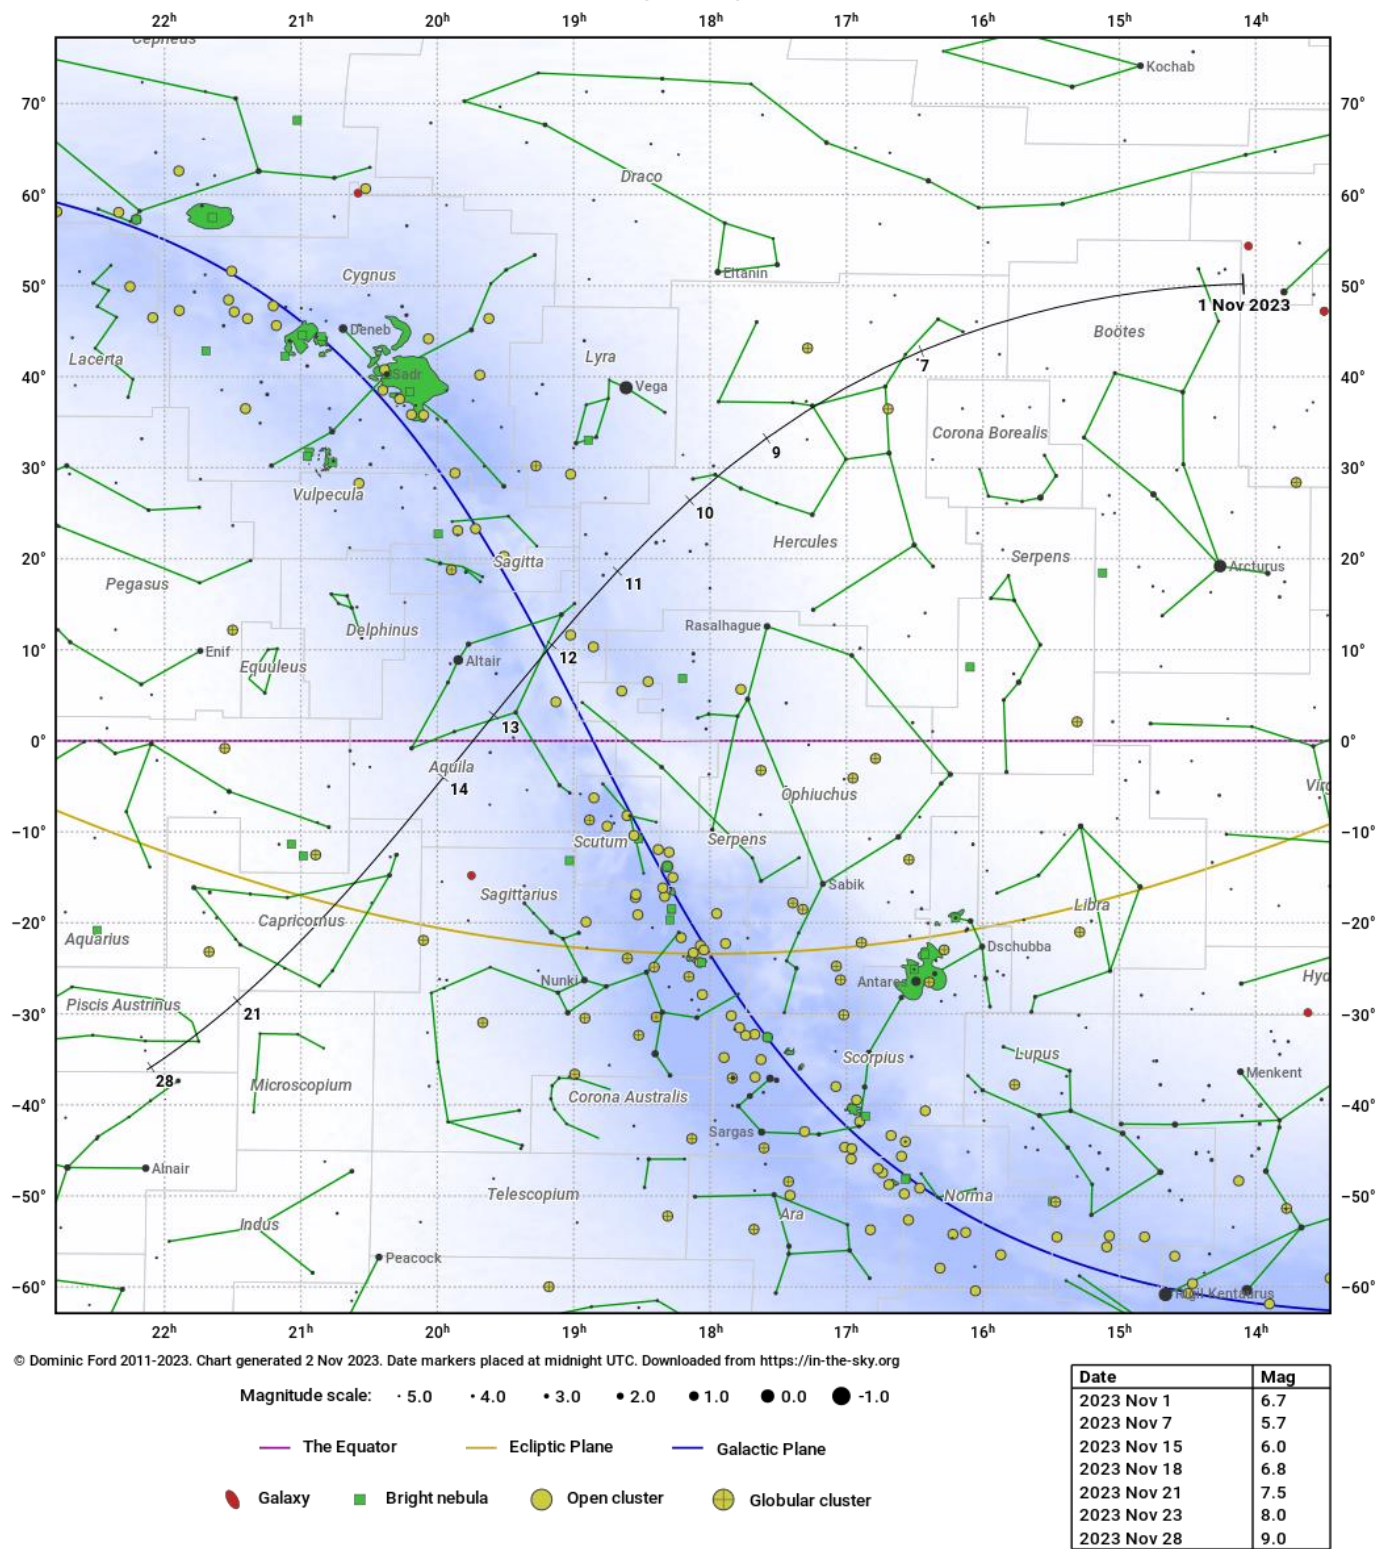 22h 21h 20h 19h 18h 17h 16h 15h 14h
Cepheus
Kochab
70° 70°
Draco
60° 60°
Cygnus
Eltanin
50° 50°
1 Nov 2023
Deneb
Boötes
Lacerta
Lyra
7
40° Sadr Vega 40°
Corona Borealis
9
30° 30°
Vulpecula
10
Hercules
Sagitta
Serpens
20° Arcturus 20°
Pegasus
11
Delphinus
Rasalhague
10° Enif 10°
Equuleus
Altair
12
13
0° 0°
Aquila
14
Ophiuchus
Virg
−10° −10°
Scutum
Serpens
Sabik
Sagittarius
Libra
−20° Capricornus −20°
Aquarius
Dschubba
Nunki
Antares
Hyd
Piscis Austrinus
21
−30° −30°
Scorpius
Lupus
28
Microscopium
Menkent
Corona Australis
−40° −40°
Sargas
Alnair
−50° Telescopium Norma −50°
Ara
Indus
Peacock
−60° Rigil Kentaurus −60°
22h 21h 20h 19h 18h 17h 16h 15h 14h
© Dominic Ford 2011-2023. Chart generated 2 Nov 2023. Date markers placed at midnight UTC. Downloaded from https://in-the-sky.org
Magnitude scale: 5.0 4.0 3.0 2.0 1.0 0.0 -1.0
The Equator Ecliptic Plane Galactic Plane
Galaxy Bright nebula Open cluster Globular cluster
Date Mag
2023 Nov 1 6.7
2023 Nov 7 5.7
2023 Nov 15 6.0
2023 Nov 18 6.8
2023 Nov 21 7.5
2023 Nov 23 8.0
2023 Nov 28 9.0